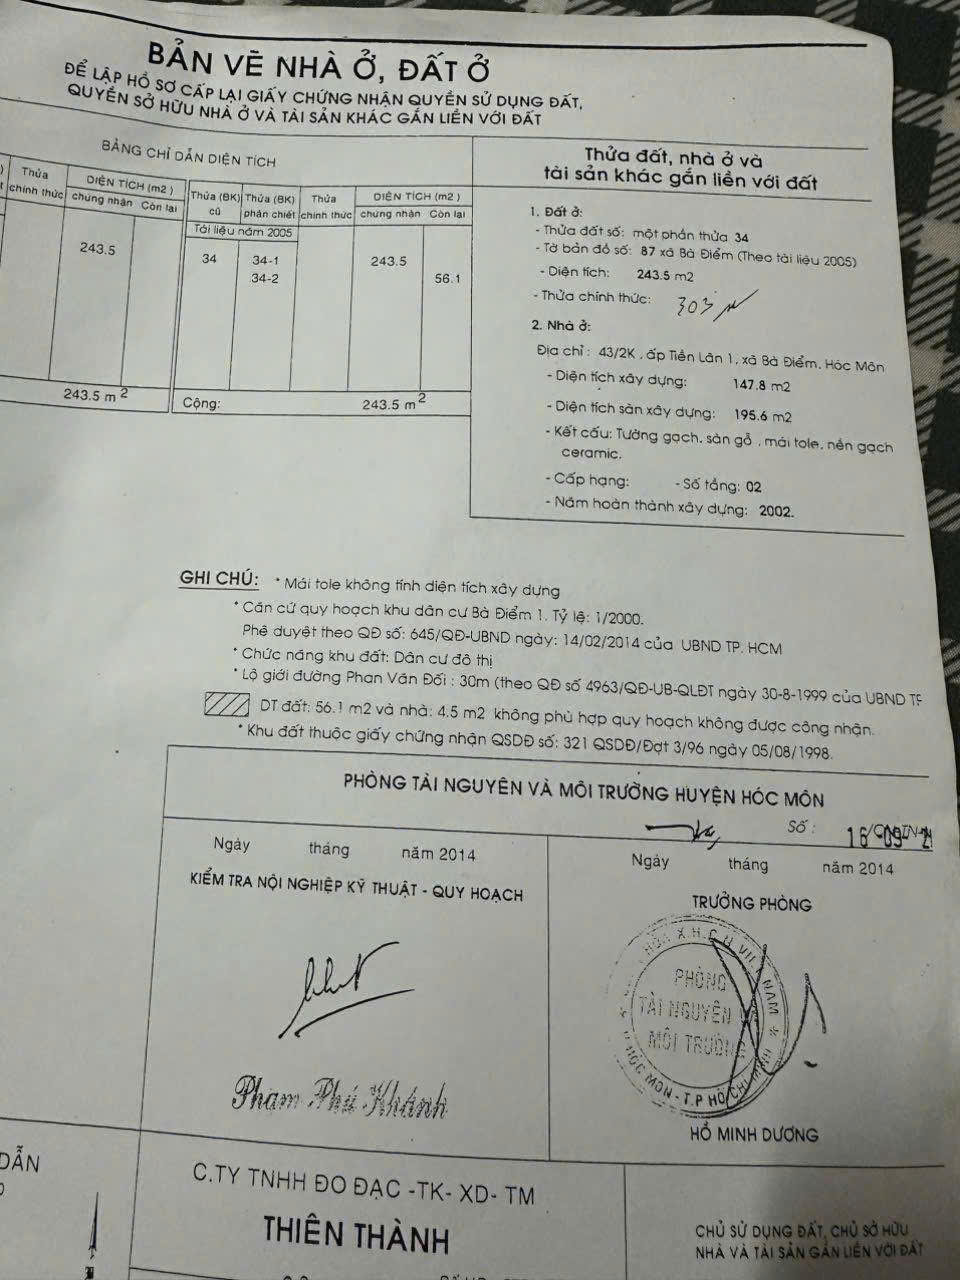 BẢN VẼ NHÀ Ở, ĐẤT Ở
ĐỂ LẬP HỒ SƠ CẤP LẠI GIẤY CHỨNG NHẬN QUYỀN SỬ DỤNG ĐẤT,
QUYỀN SỞ HỮU NHÀ Ở VÀ TÀI SẢN KHÁC GẮN LIỀN VỚI ĐẤT
BẢNG CHỈ DẪN DIỆN TÍCH
Thửa chính thức
DIỆN TÍCH (m2)
chứng nhận
Còn lại
243.5
243.5 m2
Thửa (BK) cũ
Thửa (BK) phân chiết
Thửa chính thức
DIỆN TÍCH (m2)
chứng nhận
Còn lại
Tài liệu năm 2005
34
34-1
243.5
34-2
56.1
Cộng:
243.5 m2
Thửa đất, nhà ở và
tài sản khác gắn liền với đất
1. Đất ở:
- Thửa đất số: một phần thửa 34
- Tờ bản đồ số: 87 xã Bà Điểm (Theo tài liệu 2005)
- Diện tích: 243.5 m2
- Thửa chính thức: 303
2. Nhà ở:
Địa chỉ : 43/2K , ấp Tiền Lân 1, xã Bà Điểm, Hóc Môn
- Diện tích xây dựng: 147.8 m2
- Diện tích sàn xây dựng: 195.6 m2
- Kết cấu: Tường gạch, sàn gỗ , mái tole, nền gạch
ceramic.
- Cấp hạng: - Số tầng: 02
- Năm hoàn thành xây dựng: 2002.
GHI CHÚ: * Mái tole không tính diện tích xây dựng
* Căn cứ quy hoạch khu dân cư Bà Điểm 1. Tỷ lệ: 1/2000.
Phê duyệt theo QĐ số: 645/QĐ-UBND ngày: 14/02/2014 của UBND TP. HCM
* Chức năng khu đất: Dân cư đô thị
* Lộ giới đường Phan Văn Đối : 30m (theo QĐ số 4963/QĐ-UB-QLĐT ngày 30-8-1999 của UBND TP
DT đất: 56.1 m2 và nhà: 4.5 m2 không phù hợp quy hoạch không được công nhận.
* Khu đất thuộc giấy chứng nhận QSDĐ số: 321 QSDĐ/Đợt 3/96 ngày 05/08/1998.
PHÒNG TÀI NGUYÊN VÀ MÔI TRƯỜNG HUYỆN HÓC MÔN
Ngày tháng năm 2014
KIỂM TRA NỘI NGHIỆP KỸ THUẬT - QUY HOẠCH
Phạm Phú Khánh
Số :
Ngày tháng năm 2014
TRƯỞNG PHÒNG
PHÒNG
TÀI NGUYÊN
MÔI TRƯỜNG
HÓC MÔN - T.P HỒ CHÍ MINH
HỒ MINH DƯƠNG
DẪN
C.TY TNHH ĐO ĐẠC -TK- XD- TM
THIÊN THÀNH
CHỦ SỬ DỤNG ĐẤT, CHỦ SỞ HỮU
NHÀ VÀ TÀI SẢN GẮN LIỀN VỚI ĐẤT